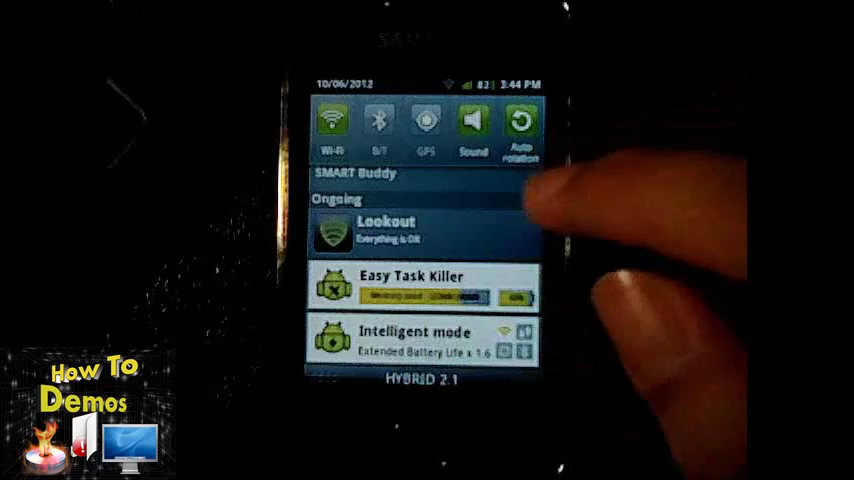 10/06/2012 82 3:44 PM
Wi-Fi B/T GPS Sound Auto rotation
SMART Buddy
Ongoing
Lookout
Everything is OK
Easy Task Killer
Intelligent mode
Extended Battery Life x 1.6
HYBRID 2.1
How To
Demos